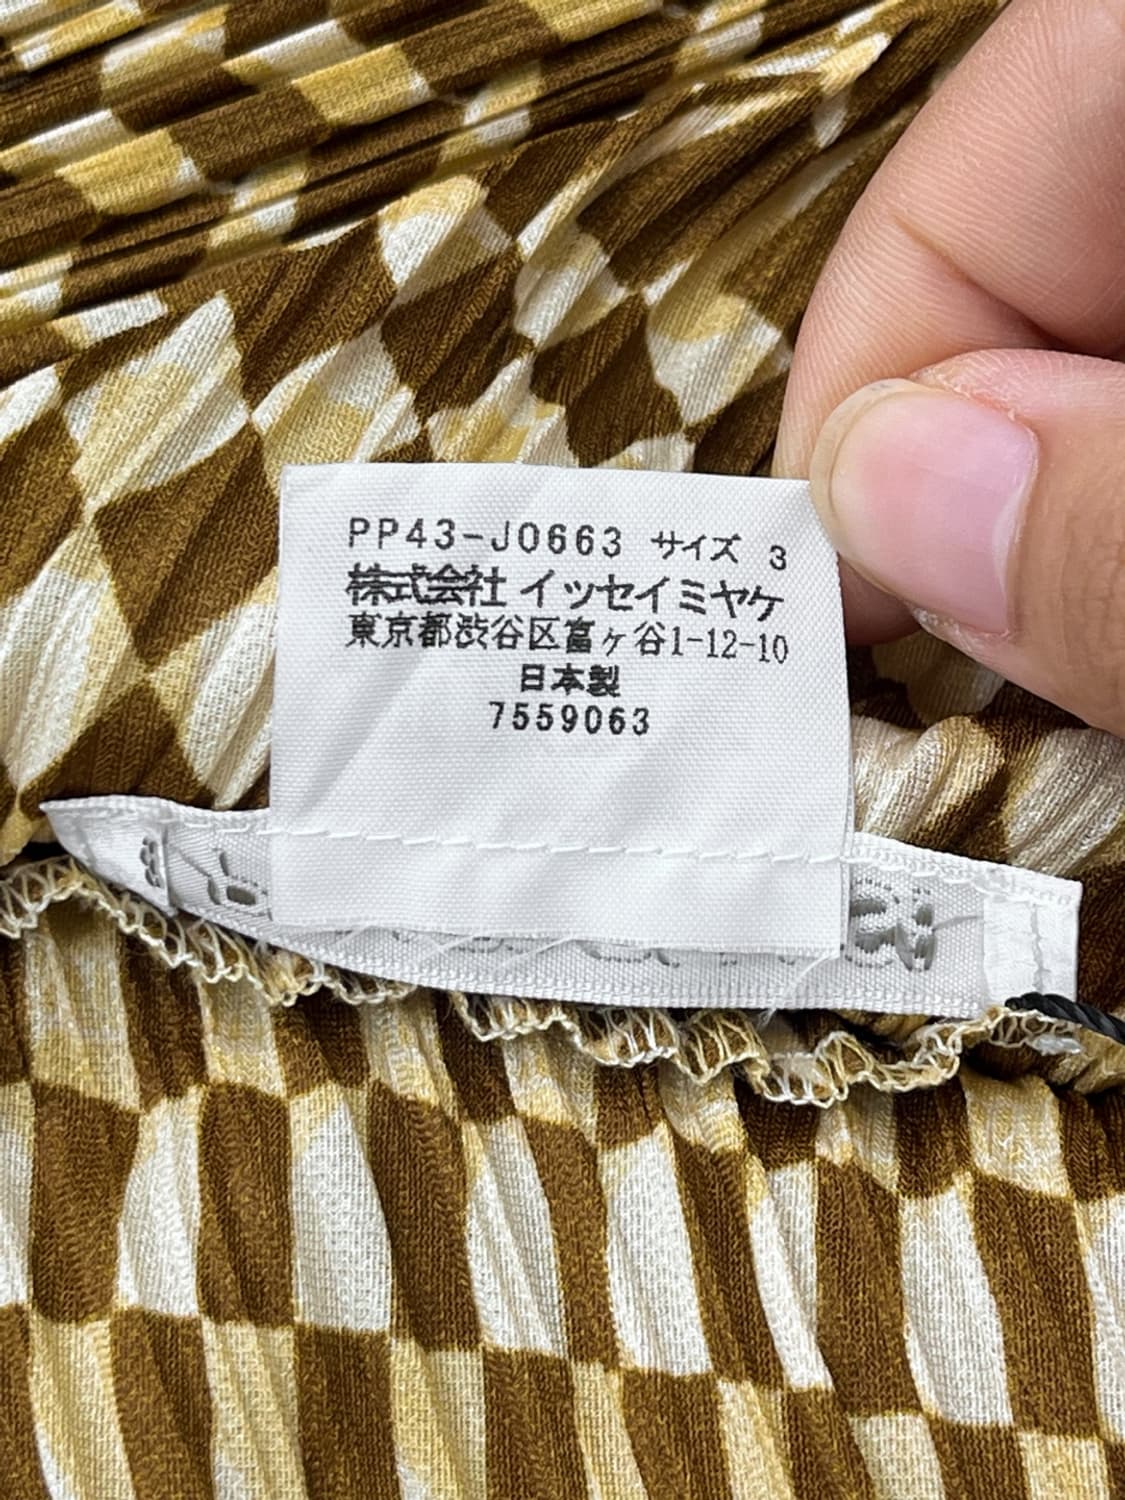 PP43-J0663 サイズ 3
株式会社 イッセイミヤケ
東京都渋谷区富ヶ谷1-12-10
日本製
7559063